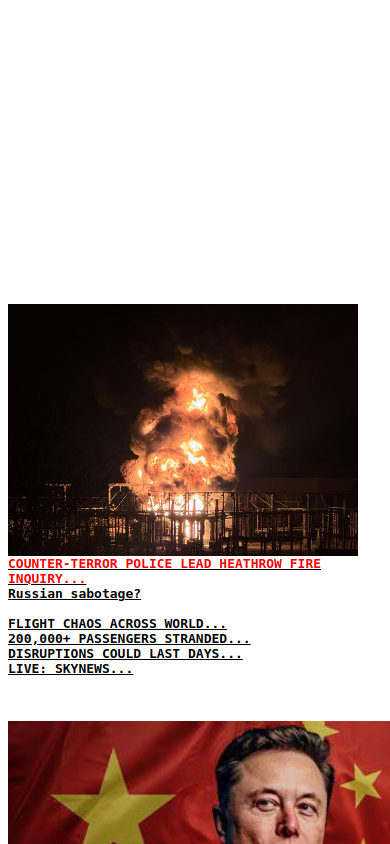 COUNTER-TERROR POLICE LEAD HEATHROW FIRE
INQUIRY...
Russian sabotage?
FLIGHT CHAOS ACROSS WORLD...
200,000+ PASSENGERS STRANDED...
DISRUPTIONS COULD LAST DAYS...
LIVE: SKYNEWS...